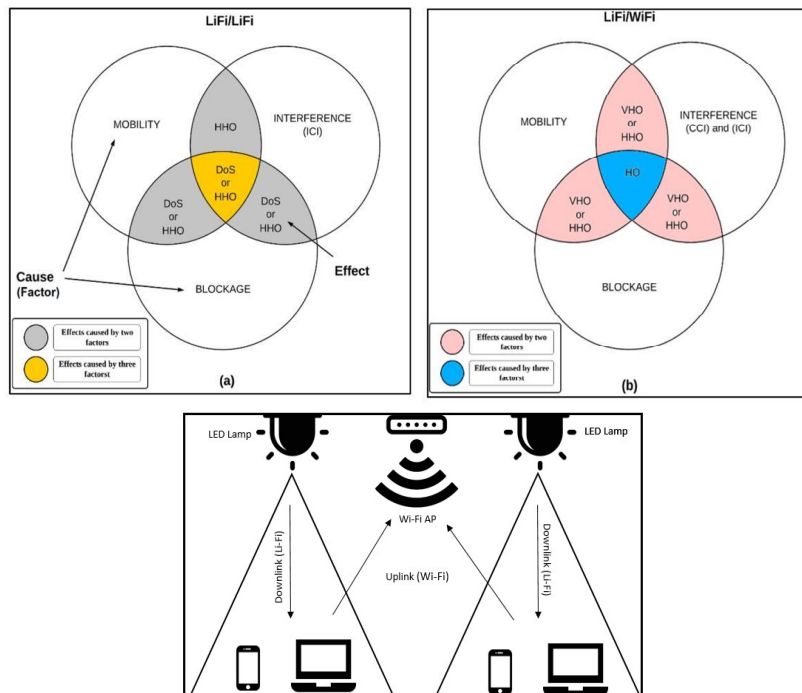 LiFi/LiFi
MOBILITY
HHO
INTERFERENCE
(ICI)
DoS
or
HHO
DoS
or
HHO
DoS
or
HHO
Cause
(Factor)
Effect
BLOCKAGE
Effects caused by two
factors
Effects caused by three
factorst
(a)
LiFi/WiFi
MOBILITY
VHO
or
HHO
INTERFERENCE
(CCI) and (ICI)
HO
VHO
or
HHO
VHO
or
HHO
BLOCKAGE
Effects caused by two
factors
Effects caused by three
factorst
(b)
LED Lamp
LED Lamp
Wi-Fi AP
Downlink (Li-Fi)
Uplink (Wi-Fi)
Downlink (Li-Fi)